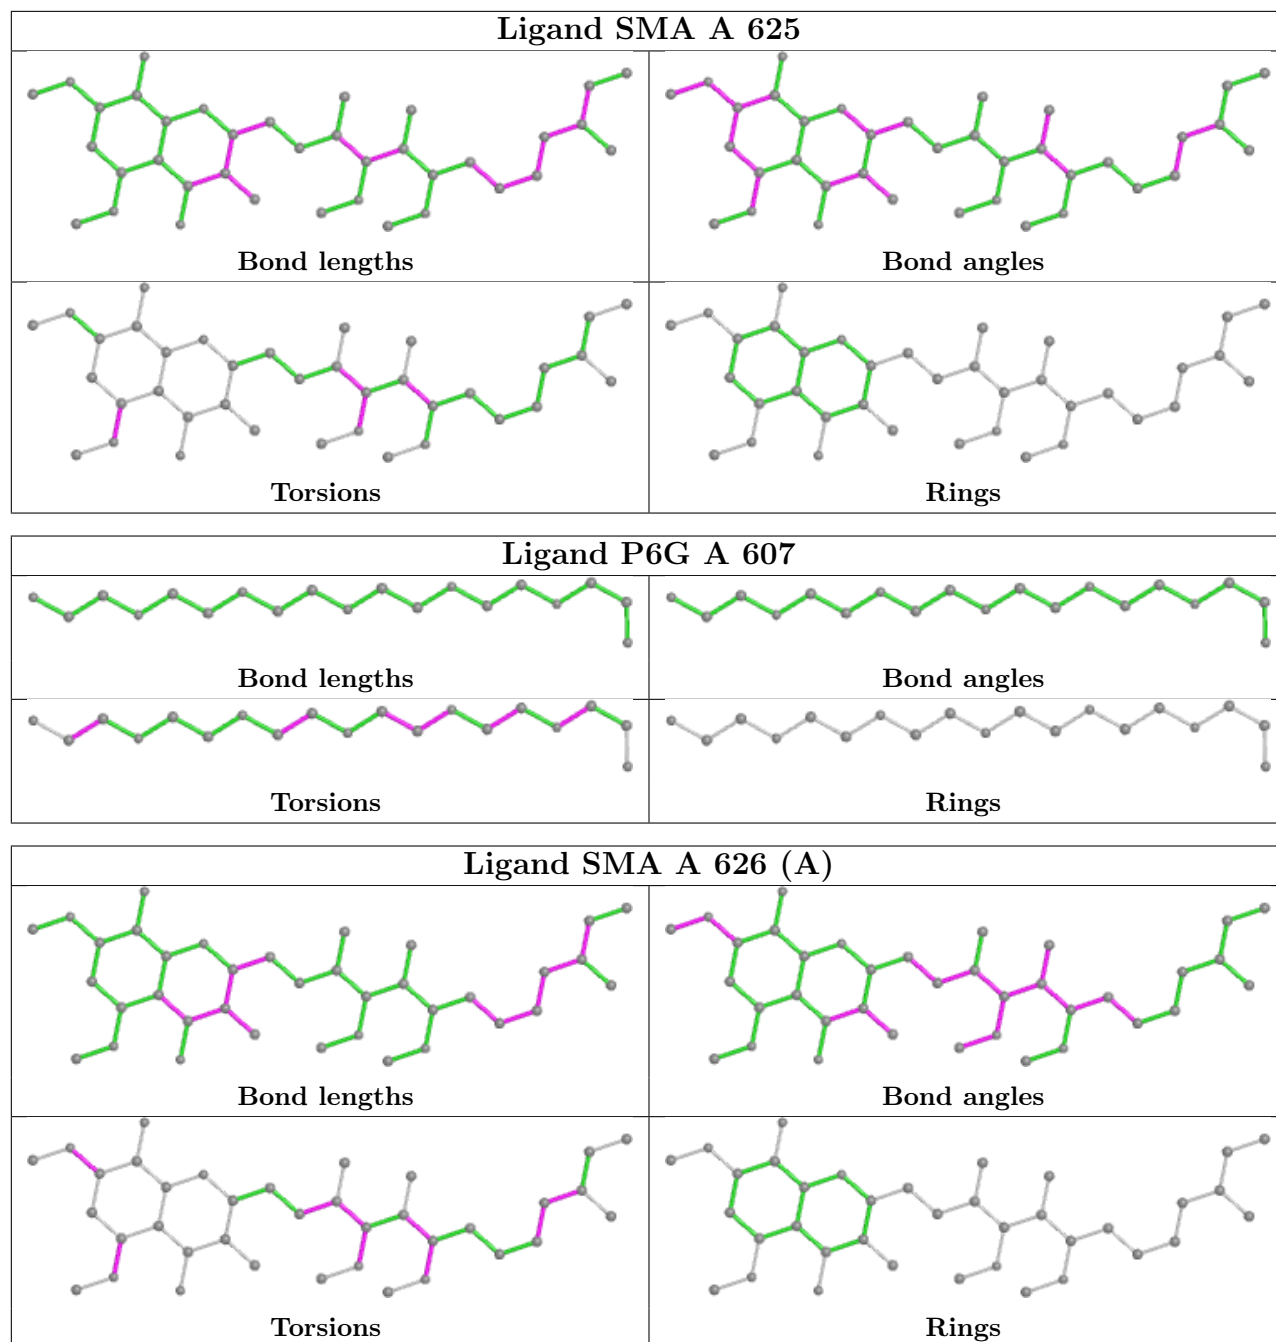 Ligand SMA A 625
Bond lengths
Bond angles
Torsions
Rings
Ligand P6G A 607
Bond lengths
Bond angles
Torsions
Rings
Ligand SMA A 626 (A)
Bond lengths
Bond angles
Torsions
Rings